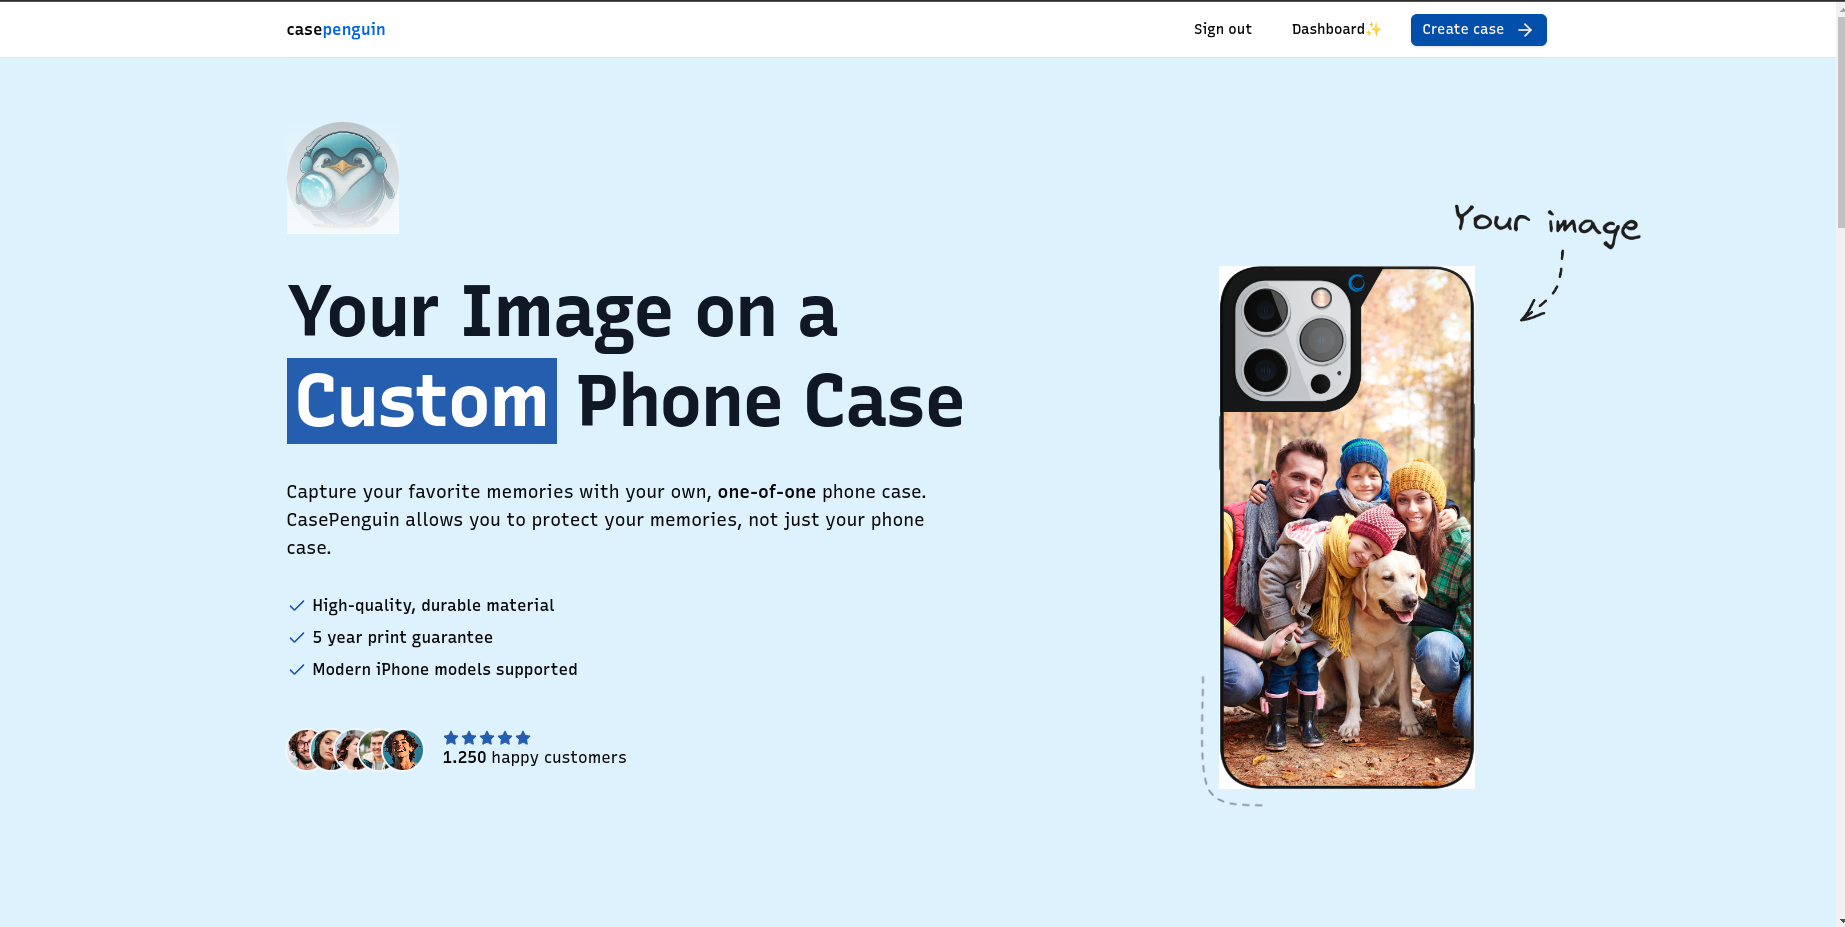 casepenguin
Sign out
Dashboard✨
Create case →
Your image
Your Image on a
Custom Phone Case
Capture your favorite memories with your own, one-of-one phone case.
CasePenguin allows you to protect your memories, not just your phone
case.
High-quality, durable material
5 year print guarantee
Modern iPhone models supported
1.250 happy customers